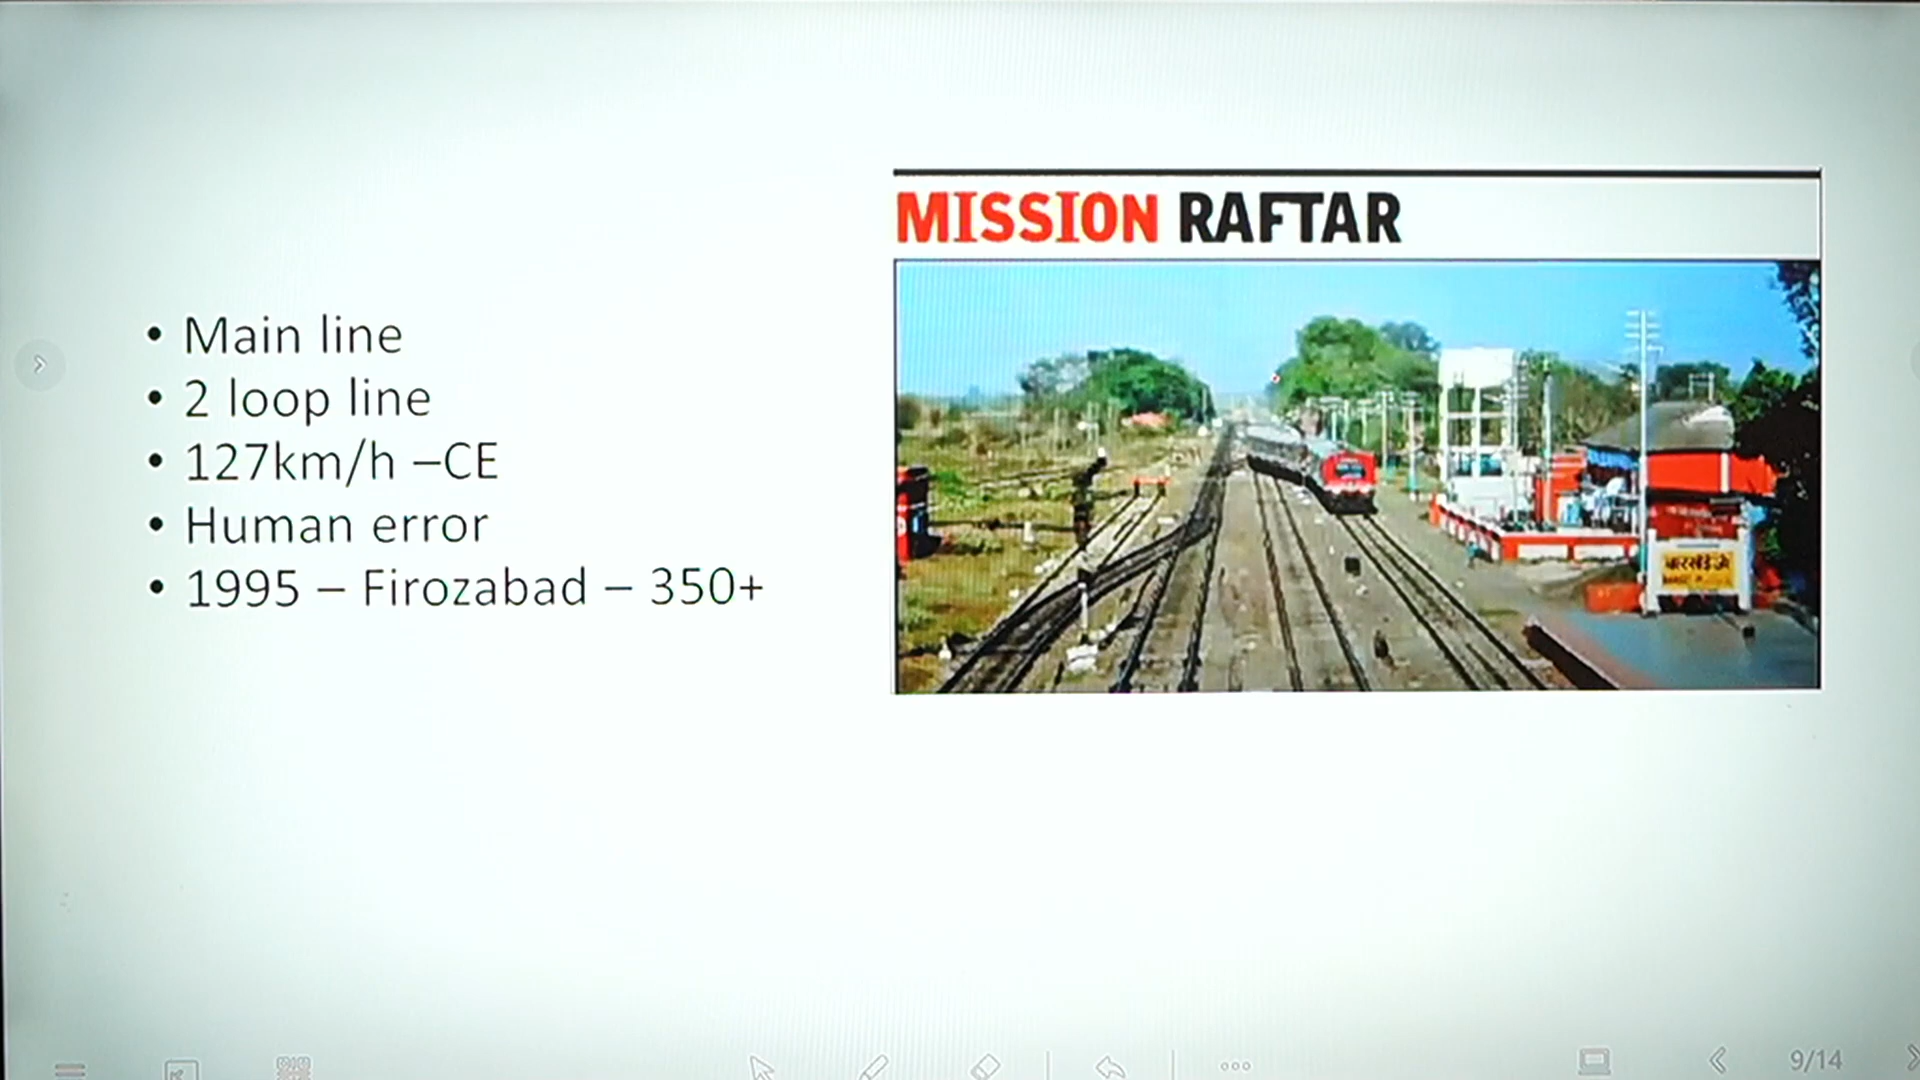 MISSION RAFTAR
• Main line
• 2 loop line
• 127km/h –CE
• Human error
• 1995 – Firozabad – 350+
9/14